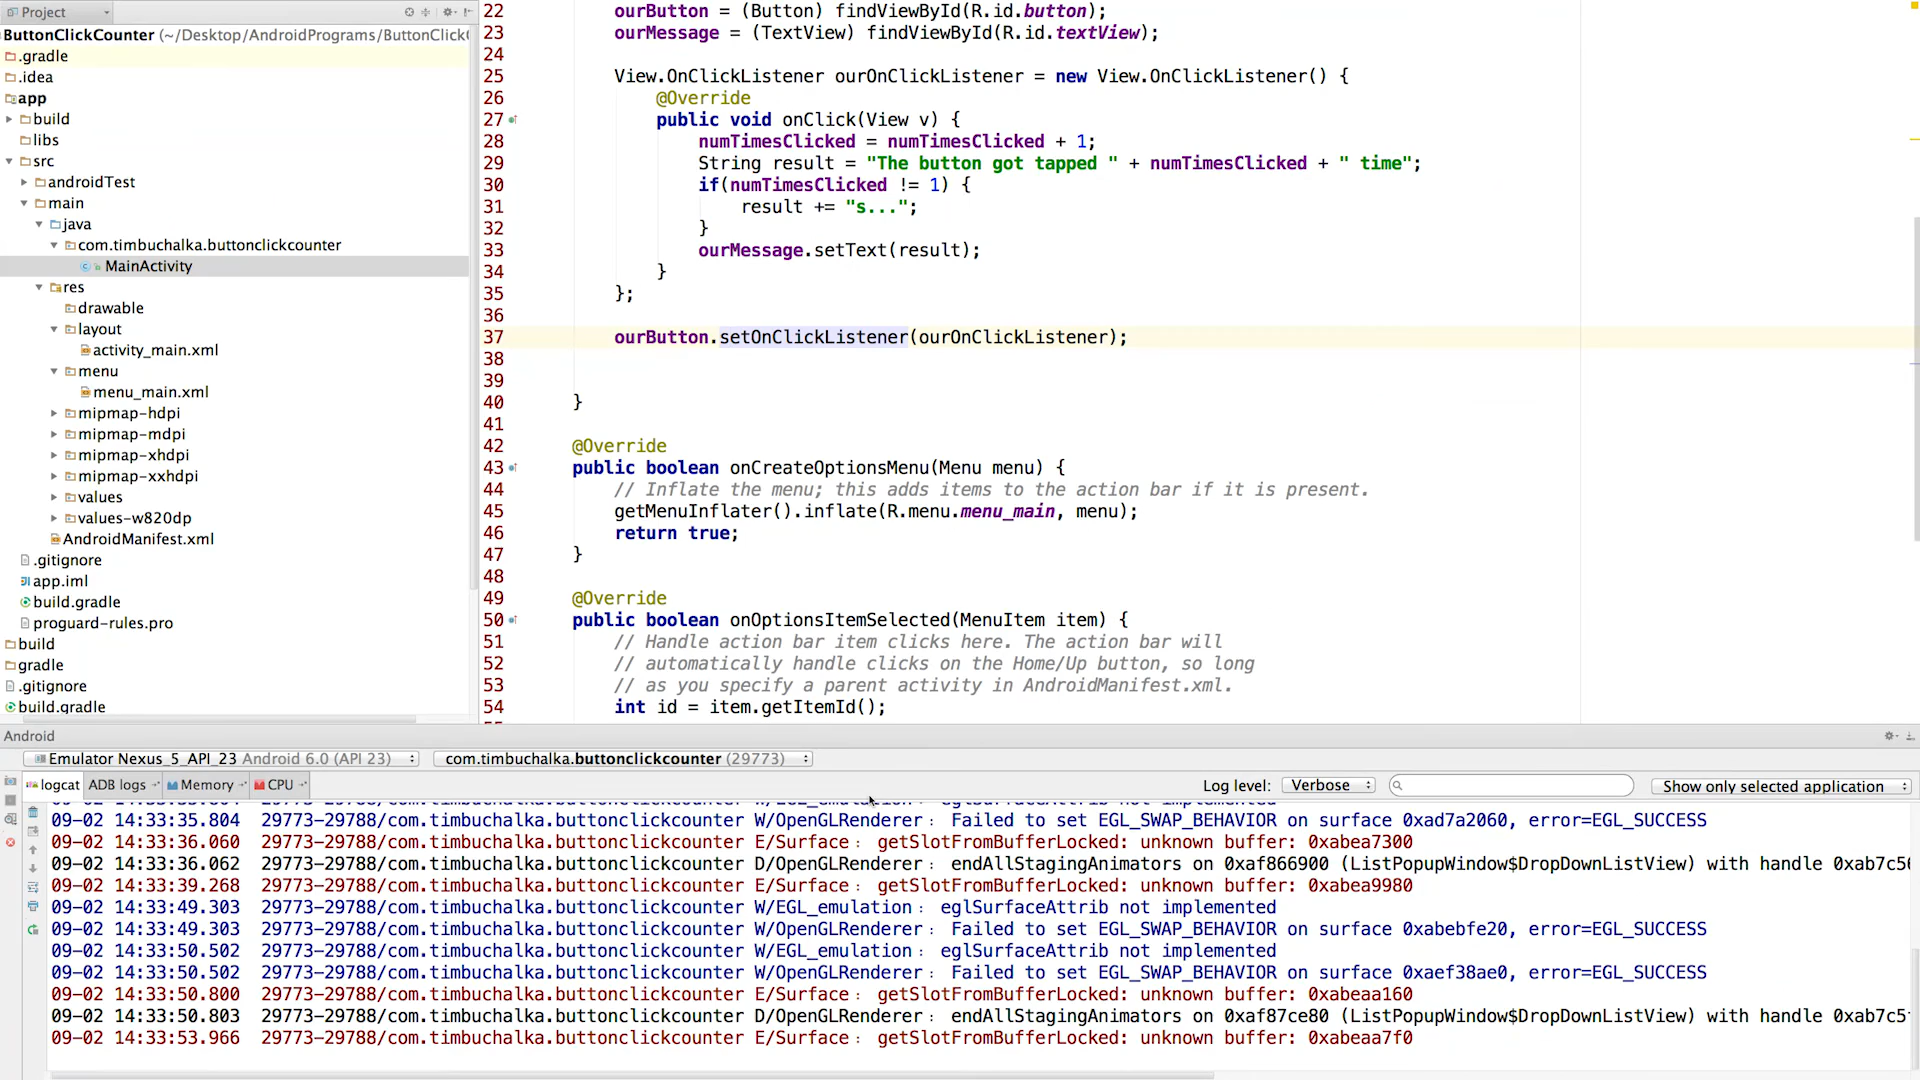 Project
ButtonClickCounter (~/Desktop/AndroidPrograms/ButtonClick
.gradle
.idea
app
build
libs
src
androidTest
main
java
com.timbuchalka.buttonclickcounter
MainActivity
res
drawable
layout
activity_main.xml
menu
menu_main.xml
mipmap-hdpi
mipmap-mdpi
mipmap-xhdpi
mipmap-xxhdpi
values
values-w820dp
AndroidManifest.xml
.gitignore
app.iml
build.gradle
proguard-rules.pro
build
gradle
.gitignore
build.gradle
22 ourButton = (Button) findViewById(R.id.button);
23 ourMessage = (TextView) findViewById(R.id.textView);
24
25 View.OnClickListener ourOnClickListener = new View.OnClickListener() {
26 @Override
27 public void onClick(View v) {
28 numTimesClicked = numTimesClicked + 1;
29 String result = "The button got tapped " + numTimesClicked + " time";
30 if(numTimesClicked != 1) {
31 result += "s...";
32 }
33 ourMessage.setText(result);
34 }
35 };
36
37 ourButton.setOnClickListener(ourOnClickListener);
38
39
40 }
41
42 @Override
43 public boolean onCreateOptionsMenu(Menu menu) {
44 // Inflate the menu; this adds items to the action bar if it is present.
45 getMenuInflater().inflate(R.menu.menu_main, menu);
46 return true;
47 }
48
49 @Override
50 public boolean onOptionsItemSelected(MenuItem item) {
51 // Handle action bar item clicks here. The action bar will
52 // automatically handle clicks on the Home/Up button, so long
53 // as you specify a parent activity in AndroidManifest.xml.
54 int id = item.getItemId();
Android
Emulator Nexus_5_API_23 Android 6.0 (API 23) com.timbuchalka.buttonclickcounter (29773)
logcat ADB logs Memory CPU Log level: Verbose Show only selected application
09-02 14:33:35.804 29773-29788/com.timbuchalka.buttonclickcounter W/EGL_emulation: eglSurfaceAttrib not implemented
09-02 14:33:35.804 29773-29788/com.timbuchalka.buttonclickcounter W/OpenGLRenderer: Failed to set EGL_SWAP_BEHAVIOR on surface 0xad7a2060, error=EGL_SUCCESS
09-02 14:33:36.060 29773-29788/com.timbuchalka.buttonclickcounter E/Surface: getSlotFromBufferLocked: unknown buffer: 0xabea7300
09-02 14:33:36.062 29773-29788/com.timbuchalka.buttonclickcounter D/OpenGLRenderer: endAllStagingAnimators on 0xaf866900 (ListPopupWindow$DropDownListView) with handle 0xab7c5
09-02 14:33:39.268 29773-29788/com.timbuchalka.buttonclickcounter E/Surface: getSlotFromBufferLocked: unknown buffer: 0xabea9980
09-02 14:33:49.303 29773-29788/com.timbuchalka.buttonclickcounter W/EGL_emulation: eglSurfaceAttrib not implemented
09-02 14:33:49.303 29773-29788/com.timbuchalka.buttonclickcounter W/OpenGLRenderer: Failed to set EGL_SWAP_BEHAVIOR on surface 0xabebfe20, error=EGL_SUCCESS
09-02 14:33:50.502 29773-29788/com.timbuchalka.buttonclickcounter W/EGL_emulation: eglSurfaceAttrib not implemented
09-02 14:33:50.502 29773-29788/com.timbuchalka.buttonclickcounter W/OpenGLRenderer: Failed to set EGL_SWAP_BEHAVIOR on surface 0xaef38ae0, error=EGL_SUCCESS
09-02 14:33:50.800 29773-29788/com.timbuchalka.buttonclickcounter E/Surface: getSlotFromBufferLocked: unknown buffer: 0xabeaa160
09-02 14:33:50.803 29773-29788/com.timbuchalka.buttonclickcounter D/OpenGLRenderer: endAllStagingAnimators on 0xaf87ce80 (ListPopupWindow$DropDownListView) with handle 0xab7c5
09-02 14:33:53.966 29773-29788/com.timbuchalka.buttonclickcounter E/Surface: getSlotFromBufferLocked: unknown buffer: 0xabeaa7f0